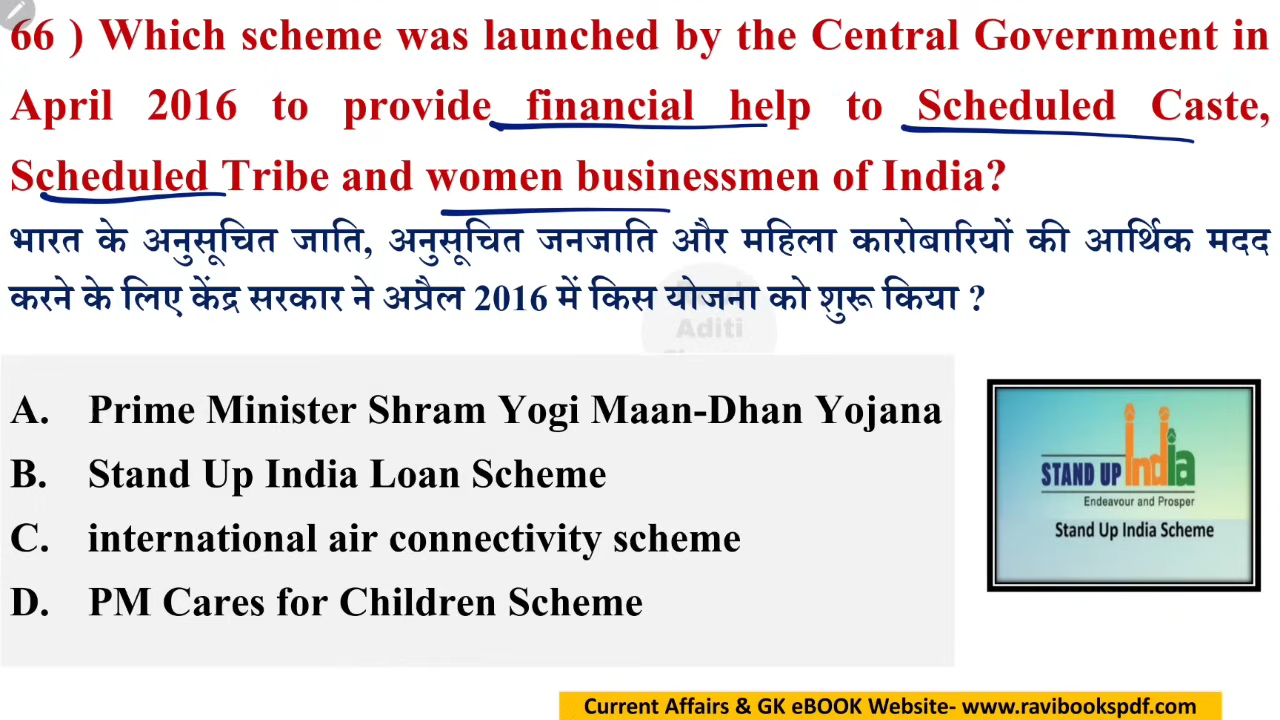 66 ) Which scheme was launched by the Central Government in
April 2016 to provide financial help to Scheduled Caste,
Scheduled Tribe and women businessmen of India?
भारत के अनुसूचित जाति, अनुसूचित जनजाति और महिला कारोबारियों की आर्थिक मदद
करने के लिए केंद्र सरकार ने अप्रैल 2016 में किस योजना को शुरू किया ?
Aditi
A. Prime Minister Shram Yogi Maan-Dhan Yojana
B. Stand Up India Loan Scheme
C. international air connectivity scheme
D. PM Cares for Children Scheme
STAND UP India
Endeavour and Prosper
Stand Up India Scheme
Current Affairs & GK eBOOK Website- www.ravibookspdf.com